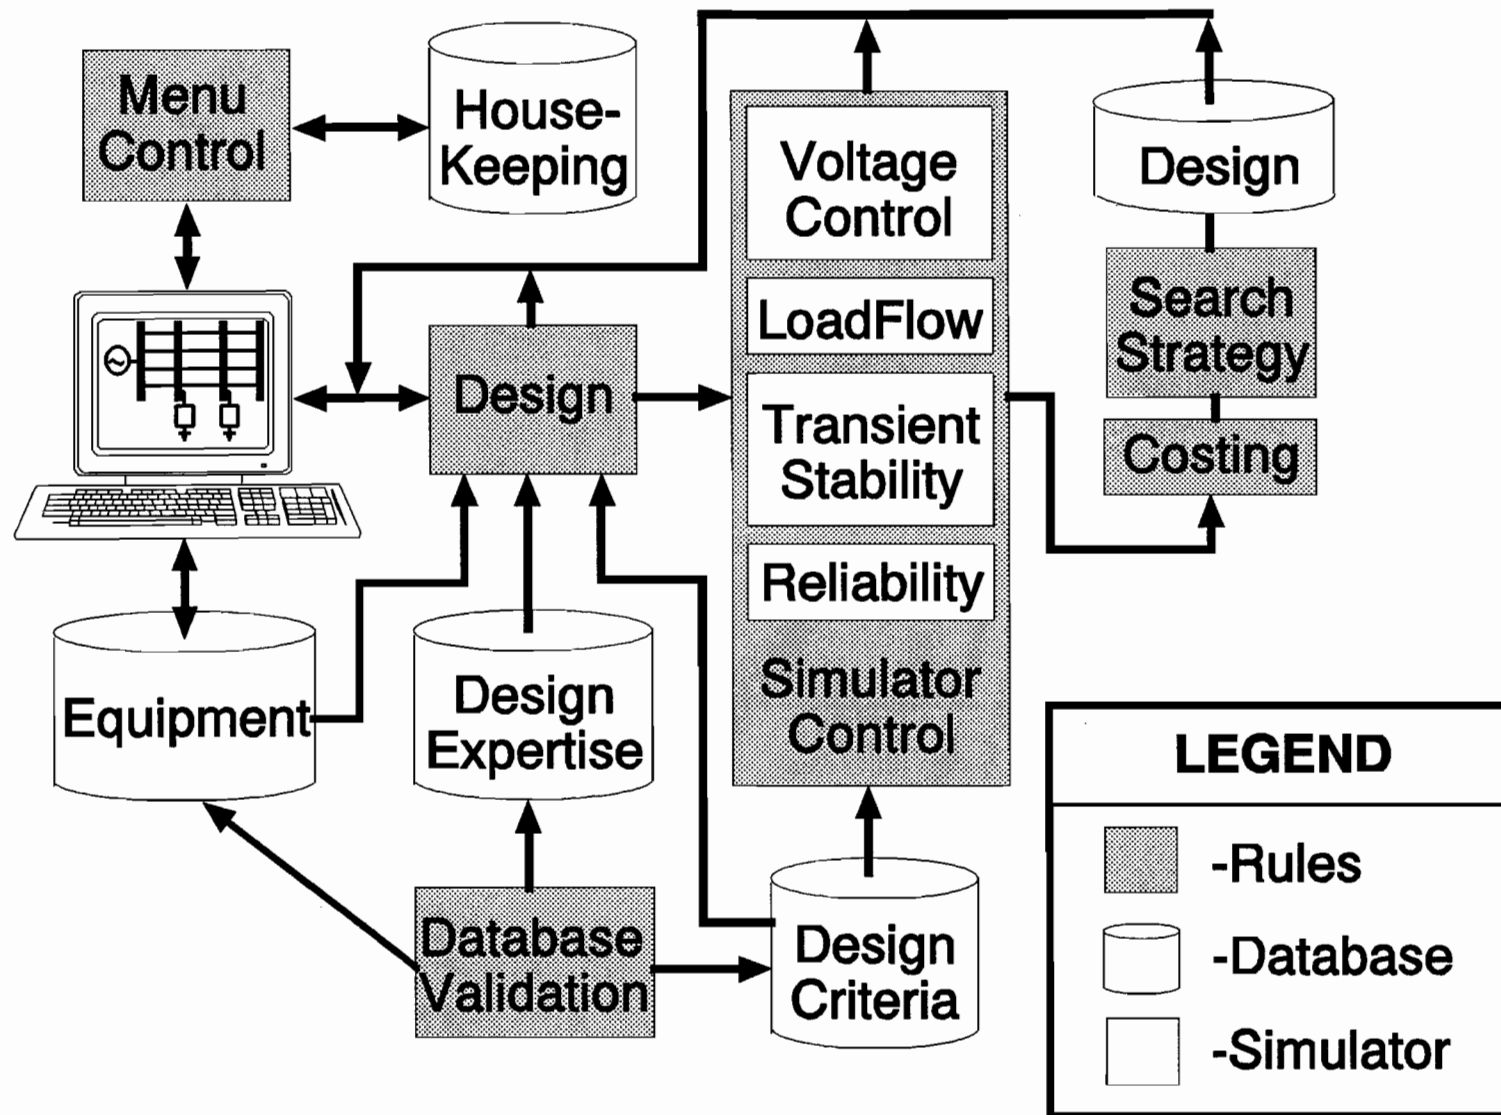 Menu
Control
House-
Keeping
Voltage
Control
LoadFlow
Transient
Stability
Reliability
Simulator
Control
Design
Search
Strategy
Costing
Design
Equipment
Design
Expertise
Database
Validation
Design
Criteria
LEGEND
-Rules
-Database
-Simulator